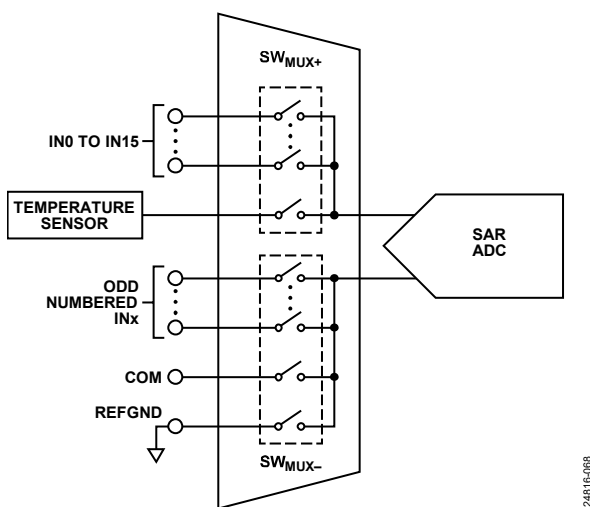 SWMUX+
IN0 TO IN15
TEMPERATURE
SENSOR
SAR
ADC
ODD
NUMBERED
INx
COM
REFGND
SWMUX–
24816-068